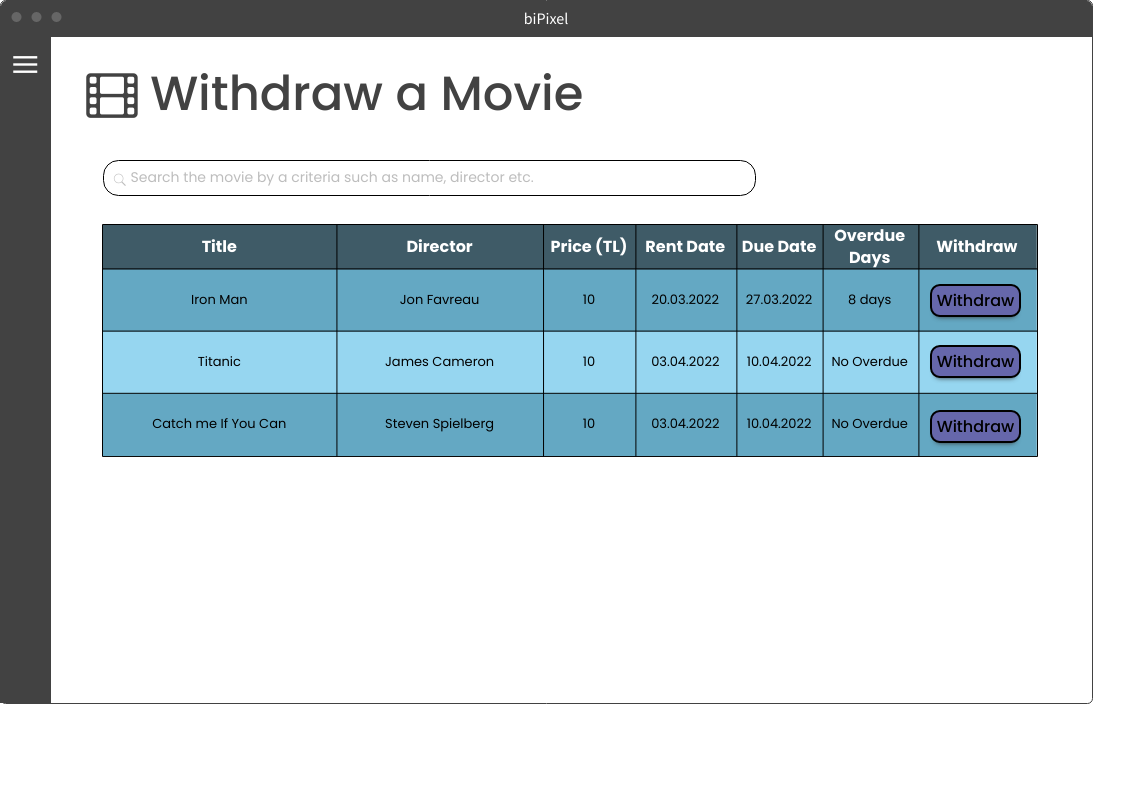 biPixel
Withdraw a Movie
Search the movie by a criteria such as name, director etc.
Title Director Price (TL) Rent Date Due Date Overdue Days Withdraw
Iron Man Jon Favreau 10 20.03.2022 27.03.2022 8 days Withdraw
Titanic James Cameron 10 03.04.2022 10.04.2022 No Overdue Withdraw
Catch me If You Can Steven Spielberg 10 03.04.2022 10.04.2022 No Overdue Withdraw